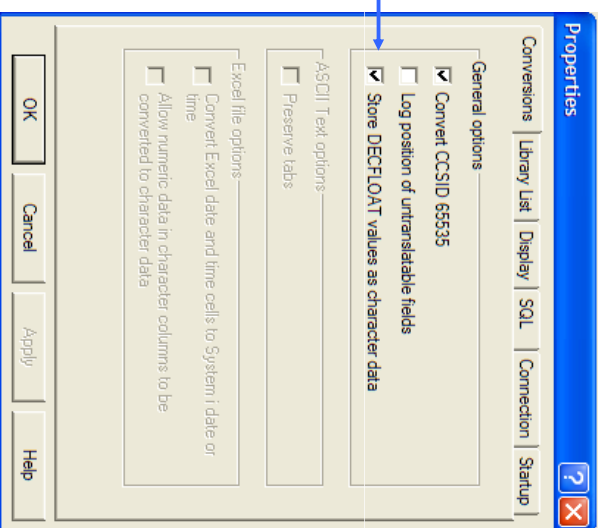 Properties
Conversions Library List Display SQL Connection Startup
General options
Convert CCSID 65535
Log position of untranslatable fields
Store DECFLOAT values as character data
ASCII Text options
Preserve tabs
Excel file options
Convert Excel date and time cells to System i date or
time
Allow numeric data in character columns to be
converted to character data
OK Cancel Apply Help